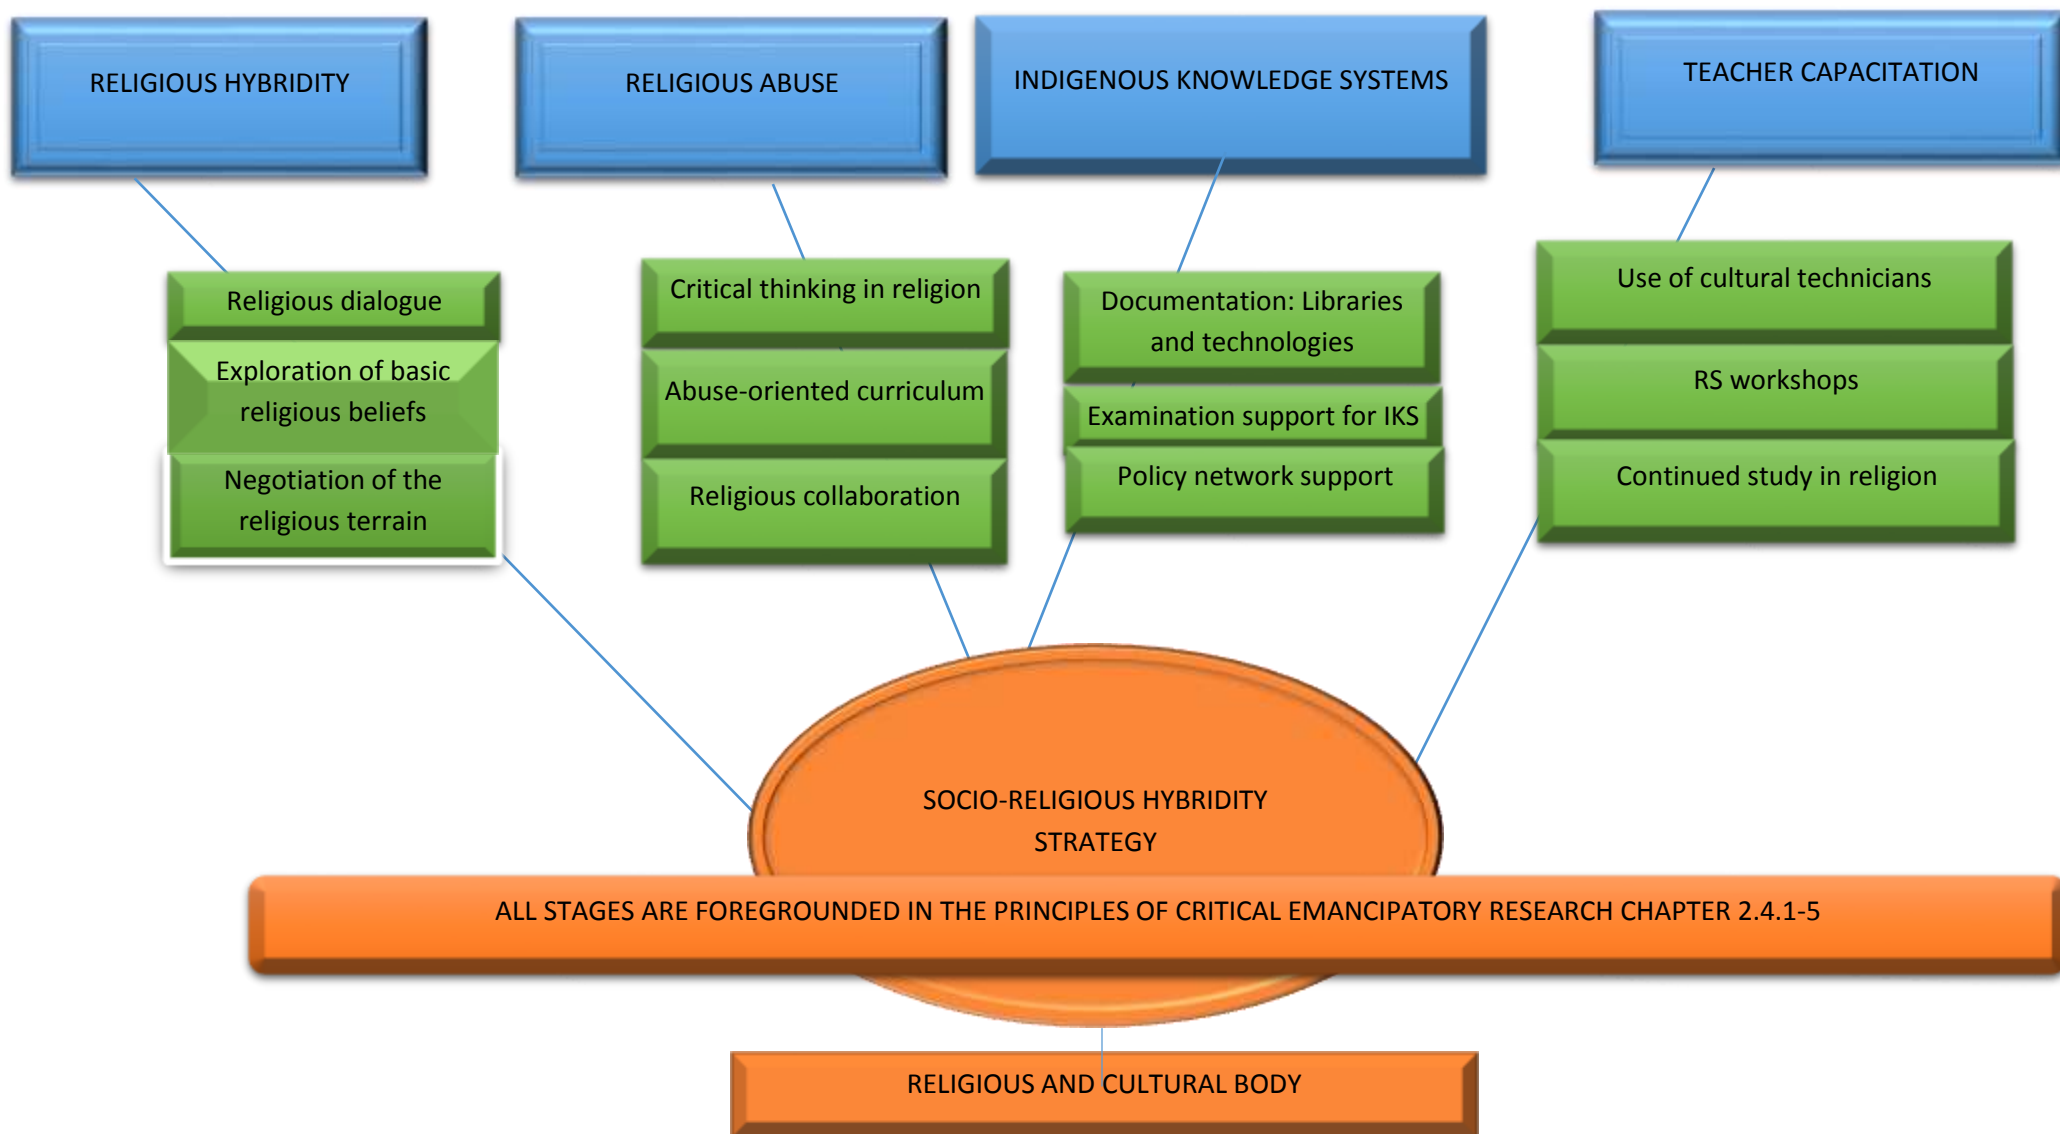 RELIGIOUS HYBRIDITY
RELIGIOUS ABUSE
INDIGENOUS KNOWLEDGE SYSTEMS
TEACHER CAPACITATION
Religious dialogue
Exploration of basic
religious beliefs
Negotiation of the
religious terrain
Critical thinking in religion
Abuse-oriented curriculum
Religious collaboration
Documentation: Libraries
and technologies
Examination support for IKS
Policy network support
Use of cultural technicians
RS workshops
Continued study in religion
SOCIO-RELIGIOUS HYBRIDITY
STRATEGY
ALL STAGES ARE FOREGROUNDED IN THE PRINCIPLES OF CRITICAL EMANCIPATORY RESEARCH CHAPTER 2.4.1-5
RELIGIOUS AND CULTURAL BODY